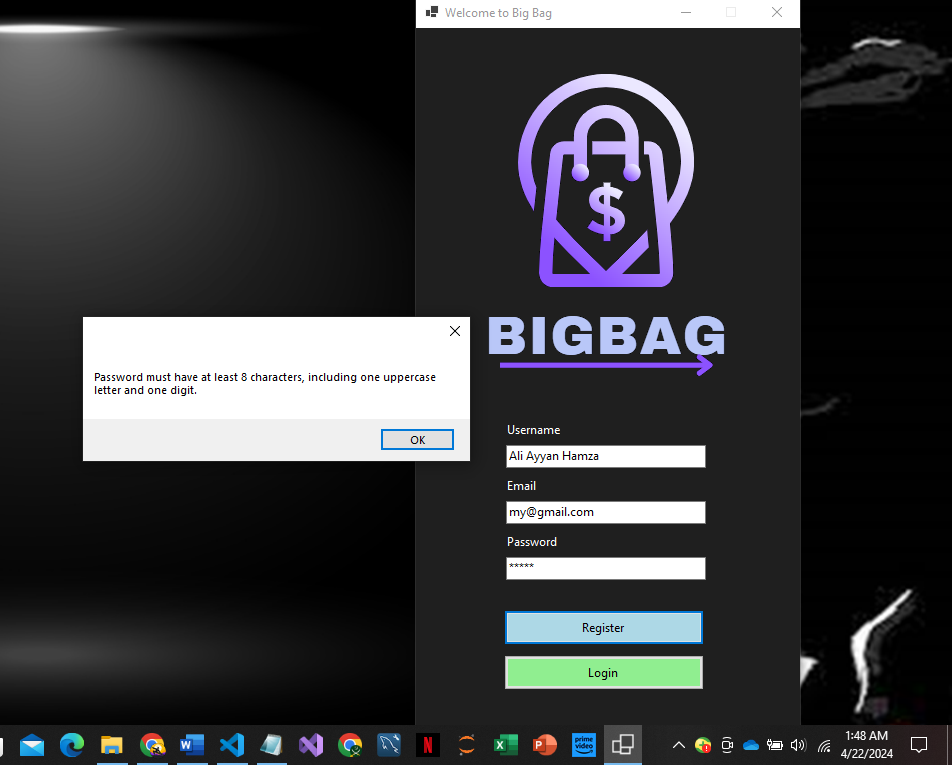 Welcome to Big Bag
$
BIGBAG
Password must have at least 8 characters, including one uppercase
letter and one digit.
OK
Username
Ali Ayyan Hamza
Email
my@gmail.com
Password
*****
Register
Login
1:48 AM
4/22/2024
W
N
X
P
prime
video